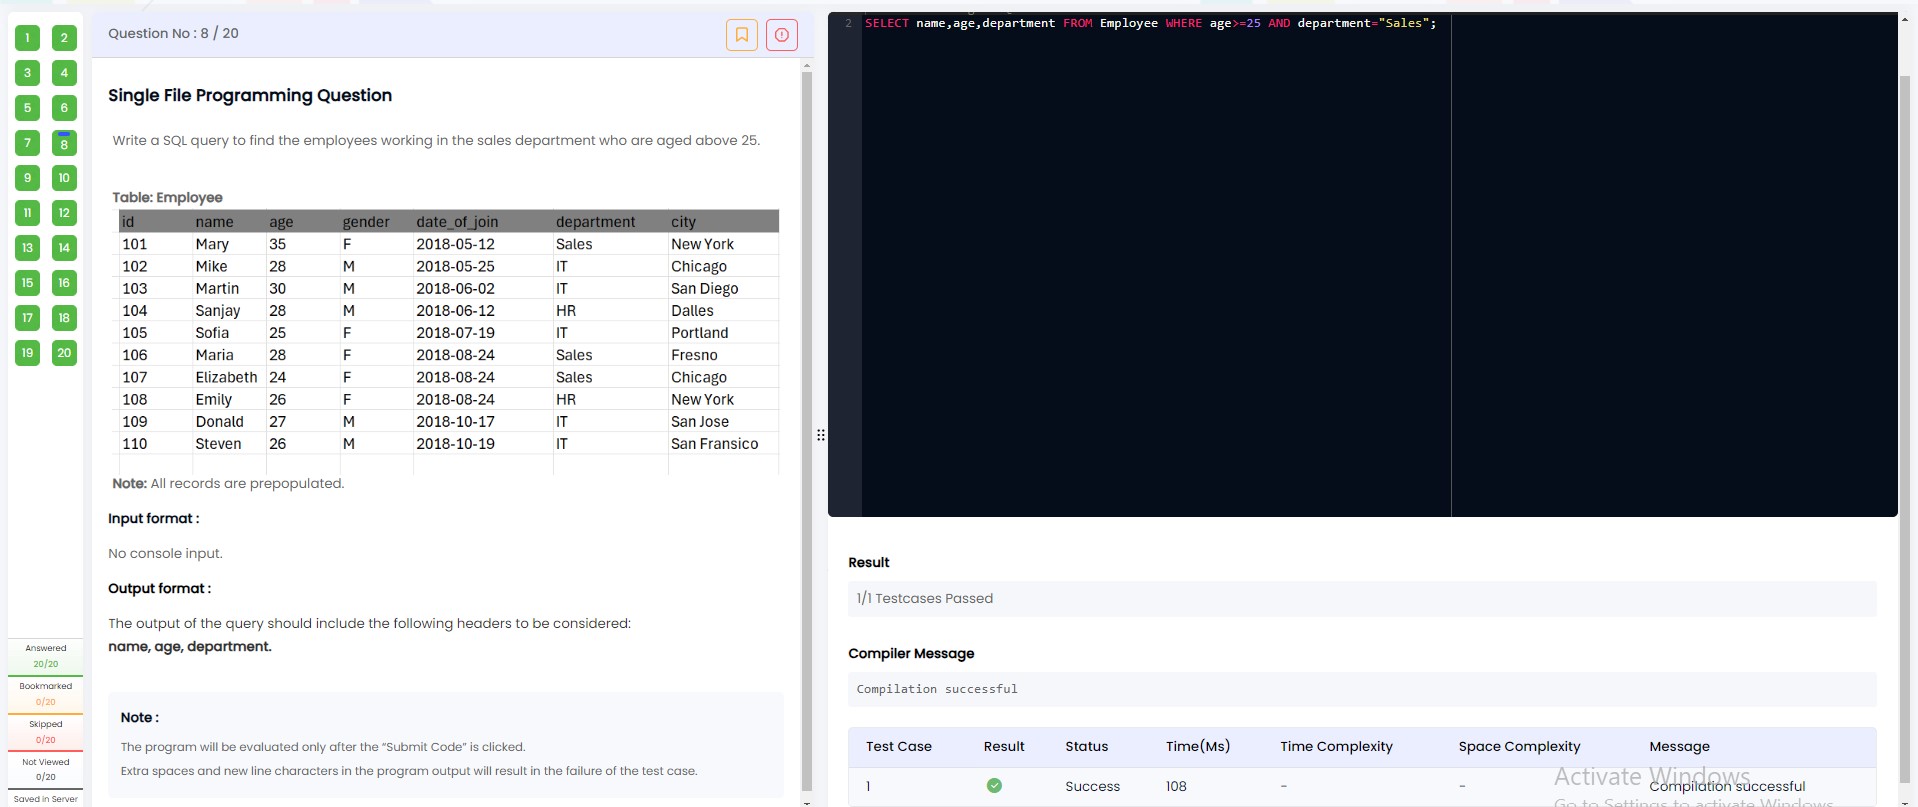 1 2
3 4
5 6
7 8
9 10
11 12
13 14
15 16
17 18
19 20
Answered
20/20
Bookmarked
0/20
Skipped
0/20
Not Viewed
0/20
Saved in Server
Question No : 8 / 20
Single File Programming Question
Write a SQL query to find the employees working in the sales department who are aged above 25.
Table: Employee
id name age gender date_of_join department city
101 Mary 35 F 2018-05-12 Sales New York
102 Mike 28 M 2018-05-25 IT Chicago
103 Martin 30 M 2018-06-02 IT San Diego
104 Sanjay 28 M 2018-06-12 HR Dalles
105 Sofia 25 F 2018-07-19 IT Portland
106 Maria 28 F 2018-08-24 Sales Fresno
107 Elizabeth 24 F 2018-08-24 Sales Chicago
108 Emily 26 F 2018-08-24 HR New York
109 Donald 27 M 2018-10-17 IT San Jose
110 Steven 26 M 2018-10-19 IT San Fransico
Note: All records are prepopulated.
Input format :
No console input.
Output format :
The output of the query should include the following headers to be considered:
name, age, department.
Note :
The program will be evaluated only after the “Submit Code” is clicked.
Extra spaces and new line characters in the program output will result in the failure of the test case.
2 SELECT name,age,department FROM Employee WHERE age>=25 AND department="Sales";
Result
1/1 Testcases Passed
Compiler Message
Compilation successful
Test Case Result Status Time(Ms) Time Complexity Space Complexity Message
1 Success 108 - - Compilation successful
Activate Windows
Go to Settings to activate Windows.